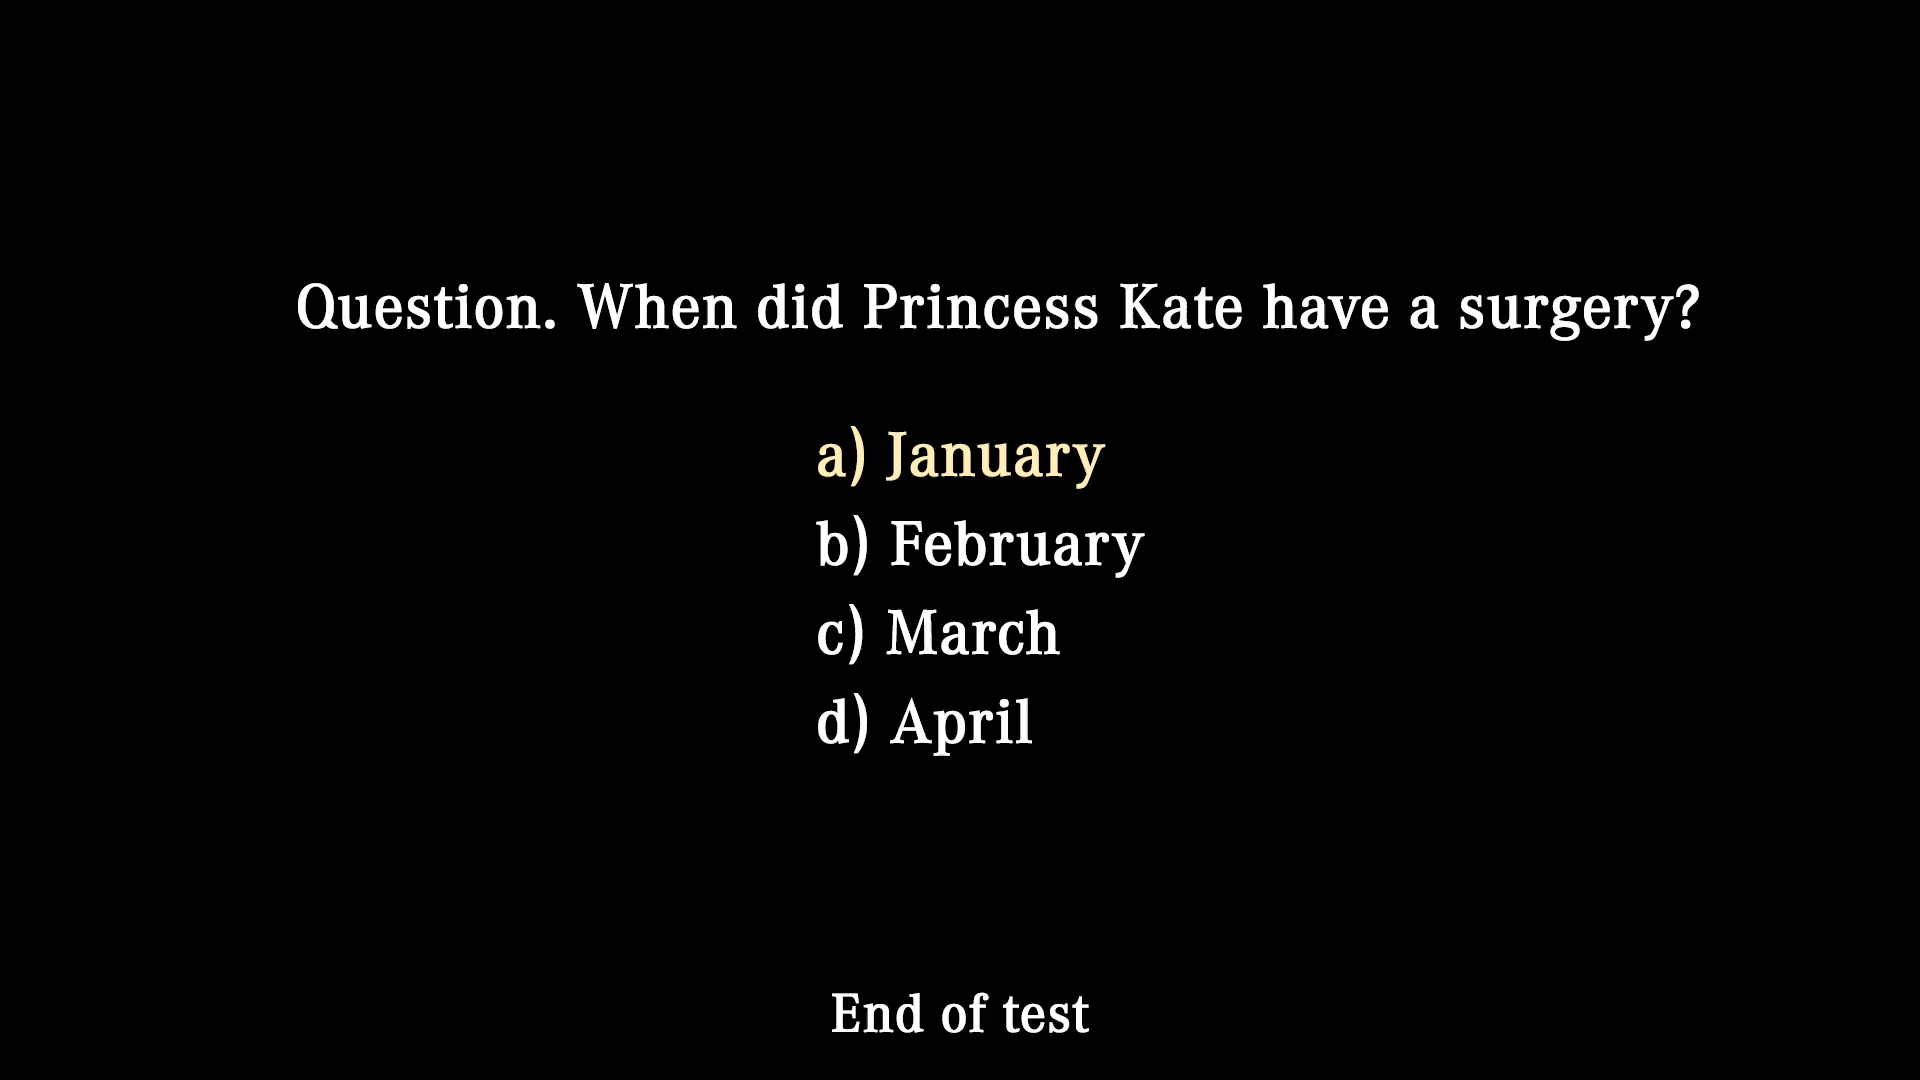 Question. When did Princess Kate have a surgery?
a) January
b) February
c) March
d) April
End of test